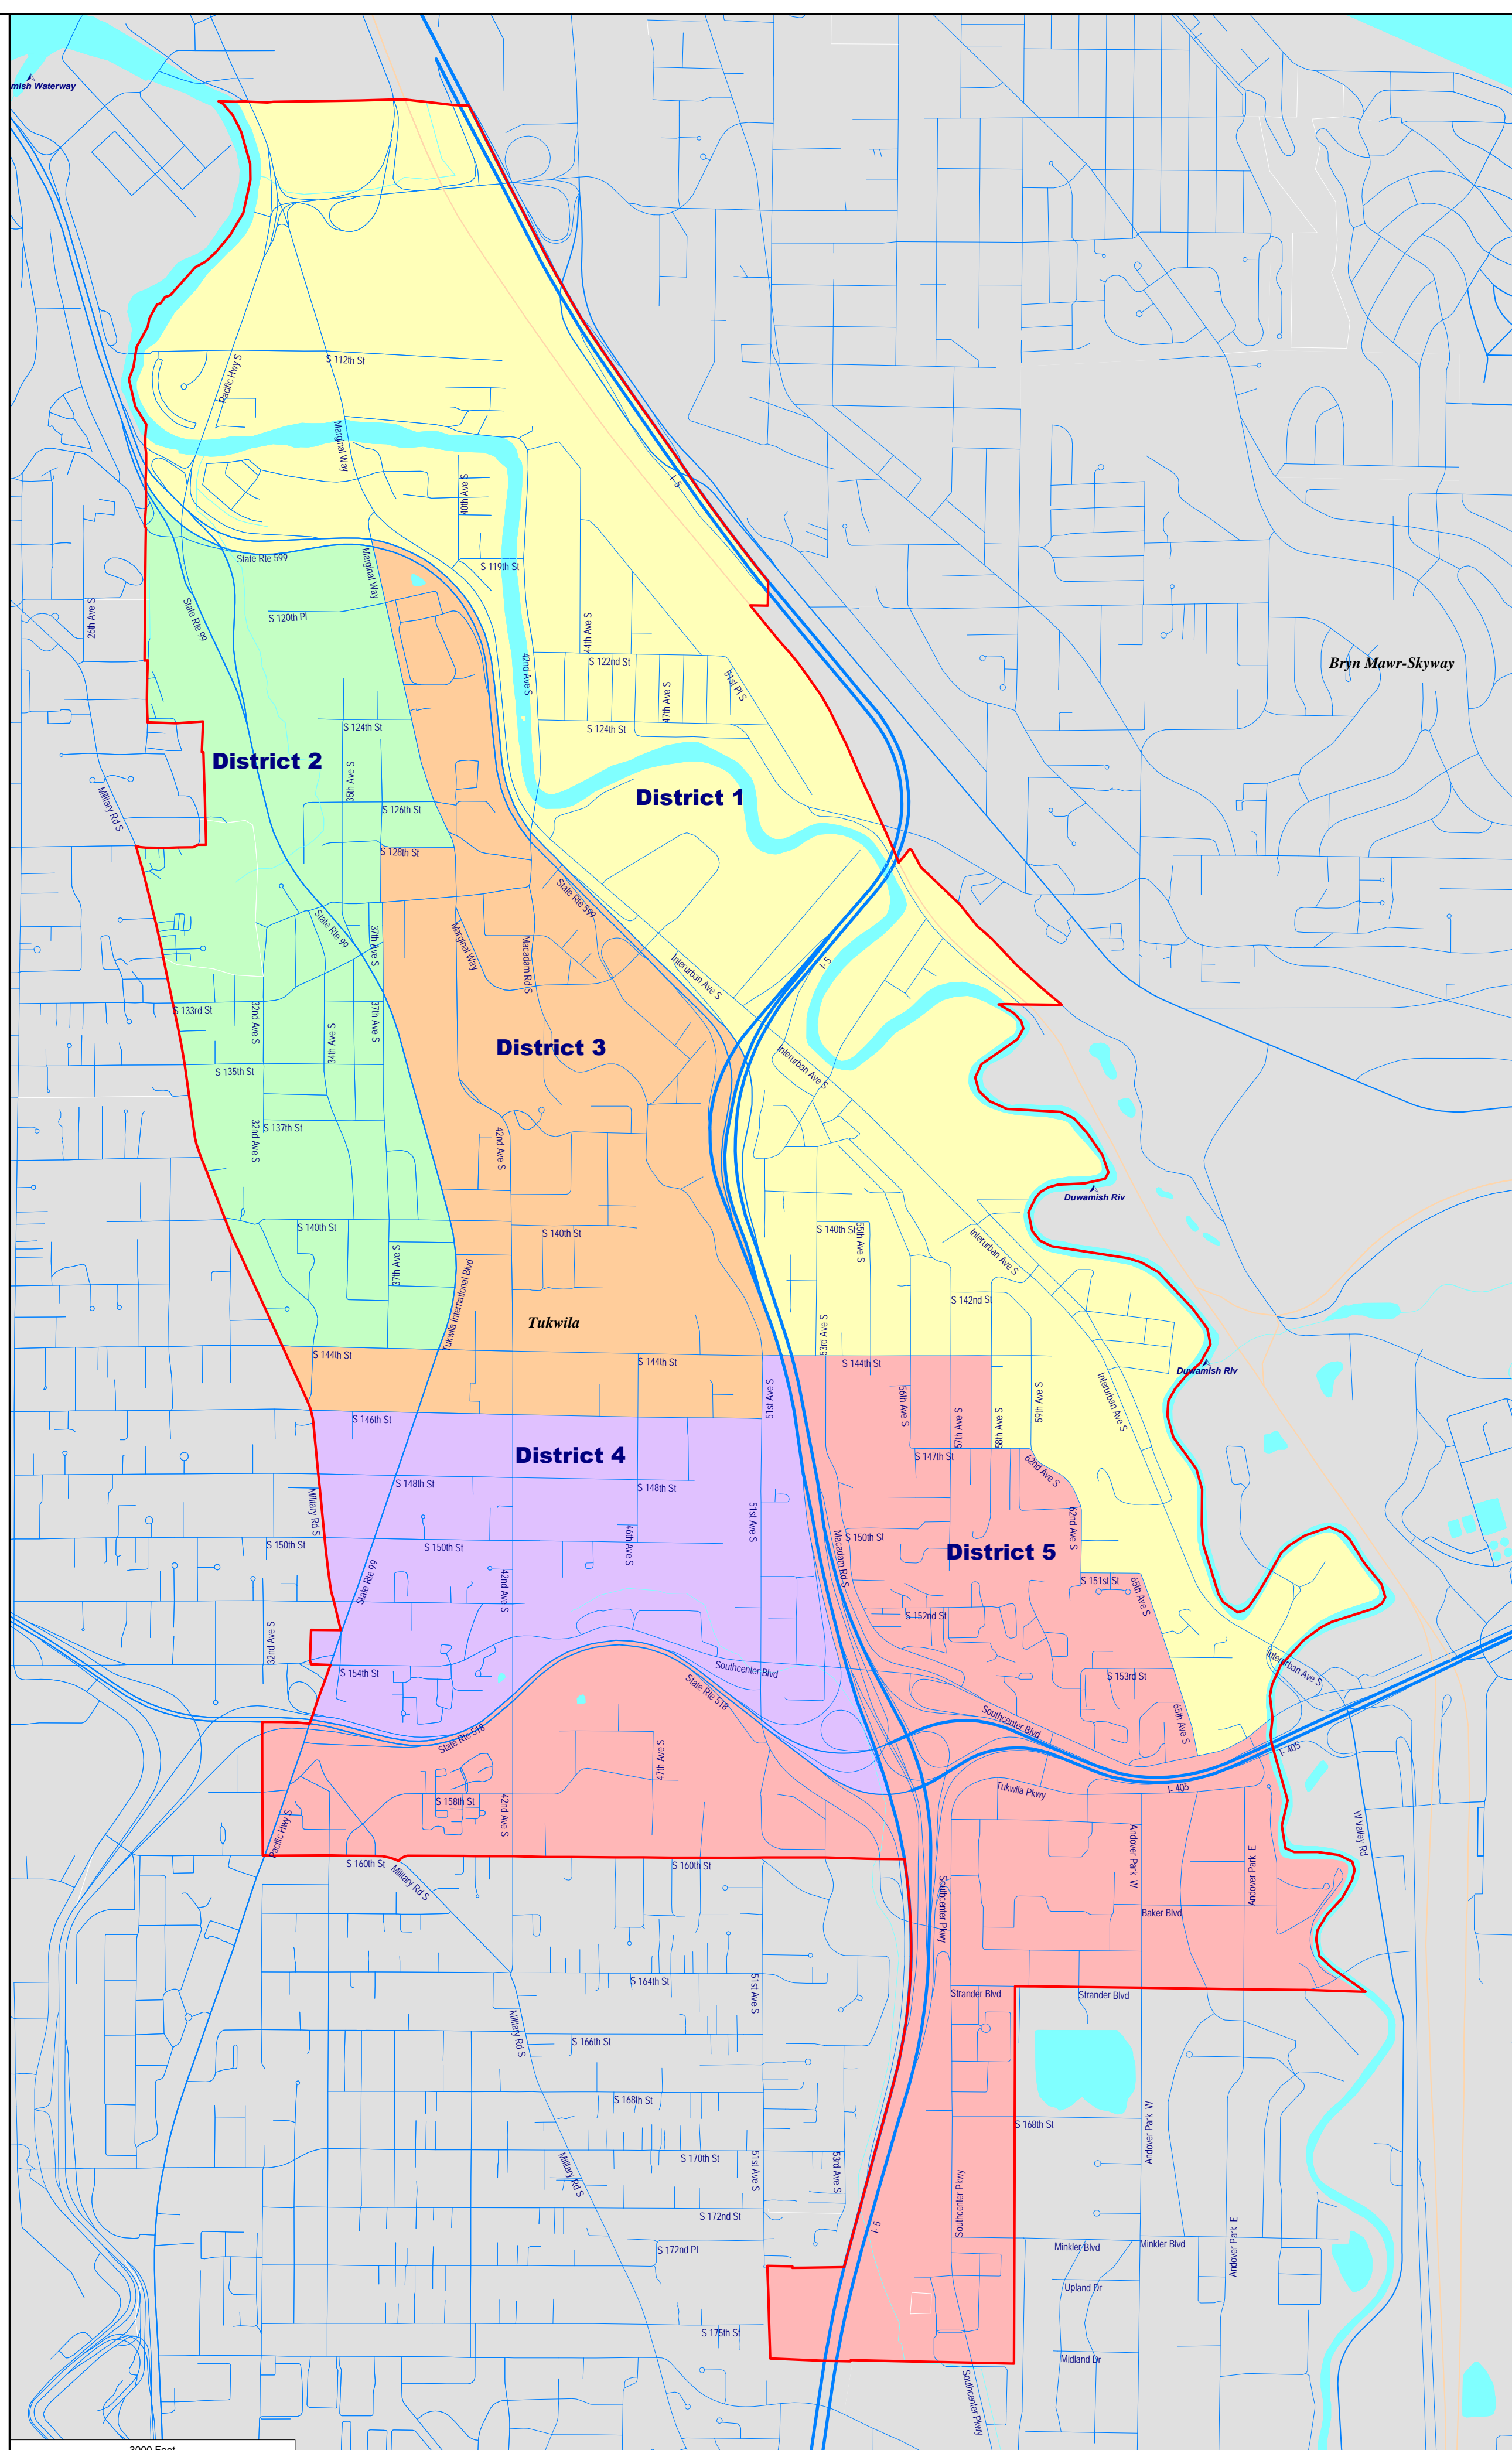 mish Waterway
S 112th St
Pacific Hwy S
Marginal Way
I-5
40th Ave S
State Rte 599
Marginal Way
S 119th St
26th Ave S
State Rte 99
S 120th Pl
44th Ave S
42nd Ave S
S 122nd St
51st Pl S
47th Ave S
Bryn Mawr-Skyway
S 124th St
S 124th St
District 2
35th Ave S
District 1
Military Rd S
S 126th St
S 128th St
State Rte 599
State Rte 99
37th Ave S
Marginal Way
Macadam Rd S
Interurban Ave S
I-5
S 133rd St
32nd Ave S
34th Ave S
37th Ave S
District 3
Interurban Ave S
S 135th St
S 137th St
32nd Ave S
42nd Ave S
Duwamish Riv
S 140th St
S 140th St
S 140th St
55th Ave S
Interurban Ave S
37th Ave S
Tukwila International Blvd
S 142nd St
Tukwila
53rd Ave S
S 144th St
S 144th St
S 144th St
Duwamish Riv
51st Ave S
56th Ave S
57th Ave S
58th Ave S
59th Ave S
Interurban Ave S
S 146th St
District 4
S 147th St
62nd Ave S
S 148th St
S 148th St
Military Rd S
51st Ave S
62nd Ave S
S 150th St
S 150th St
46th Ave S
Macadam Rd S
S 150th St
District 5
State Rte 99
42nd Ave S
S 151st St
65th Ave S
S 152nd St
32nd Ave S
S 154th St
Southcenter Blvd
S 153rd St
Interurban Ave S
State Rte 518
State Rte 518
Southcenter Blvd
65th Ave S
47th Ave S
I- 405
Tukwila Pkwy
I- 405
S 158th St
42nd Ave S
Pacific Hwy S
Andover Park W
W Valley Rd
S 160th St
Military Rd S
S 160th St
Andover Park E
Southcenter Pkwy
Baker Blvd
S 164th St
51st Ave S
Strander Blvd
Strander Blvd
Military Rd S
S 166th St
S 168th St
S 168th St
Andover Park W
Military Rd S
S 170th St
51st Ave S
53rd Ave S
Southcenter Pkwy
S 172nd St
I-5
S 172nd Pl
Minkler Blvd
Minkler Blvd
Andover Park E
Upland Dr
S 175th St
Midland Dr
Southcenter Pkwy
3000 Feet